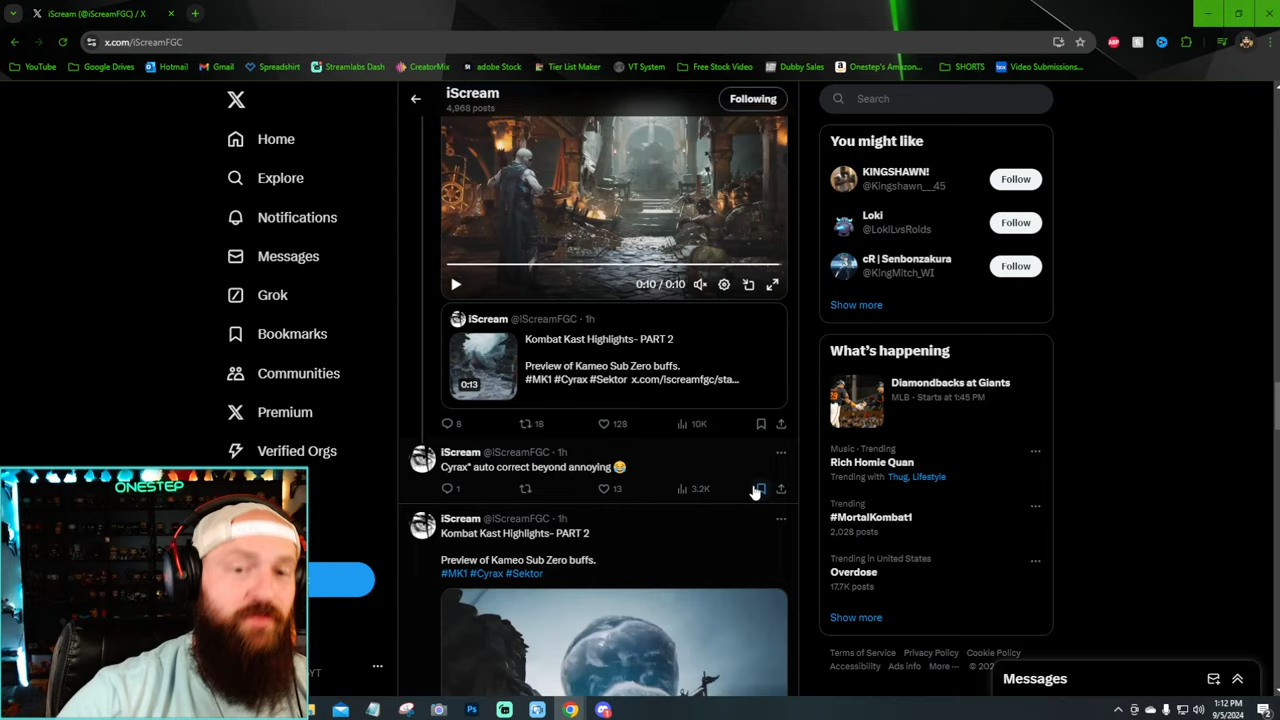 iScream (@iScreamFGC) / X
x.com/iScreamFGC
YouTube
Google Drives
Hotmail
Gmail
Spreadshirt
Streamlabs Dash
CreatorMix
adobe Stock
Tier List Maker
VT System
Free Stock Video
Dubby Sales
Onestep's Amazon...
SHORTS
Video Submissions...
iScream
4,968 posts
Following
Search
Home
Explore
Notifications
Messages
Grok
Bookmarks
Communities
Premium
Verified Orgs
0:10 / 0:10
iScream @iScreamFGC · 1h
Kombat Kast Highlights- PART 2
Preview of Kameo Sub Zero buffs.
#MK1 #Cyrax #Sektor x.com/iscreamfgc/sta...
0:13
8
18
128
10K
iScream @iScreamFGC · 1h
Cyrax* auto correct beyond annoying 😂
1
13
3.2K
iScream @iScreamFGC · 1h
Kombat Kast Highlights- PART 2
Preview of Kameo Sub Zero buffs.
#MK1 #Cyrax #Sektor
You might like
KINGSHAWN!
@Kingshawn__45
Follow
Loki
@LokiLvsRoids
Follow
cR | Senbonzakura
@KingMitch_WI
Follow
Show more
What's happening
Diamondbacks at Giants
MLB · Starts at 1:45 PM
Music · Trending
Rich Homie Quan
Trending with Thug, Lifestyle
Trending
#MortalKombat1
2,028 posts
Trending in United States
Overdose
17.7K posts
Show more
Terms of Service Privacy Policy Cookie Policy
Accessibility Ads info More ··· © 202
Messages
ONESTEP
YT
1:12 PM
9/5/2024